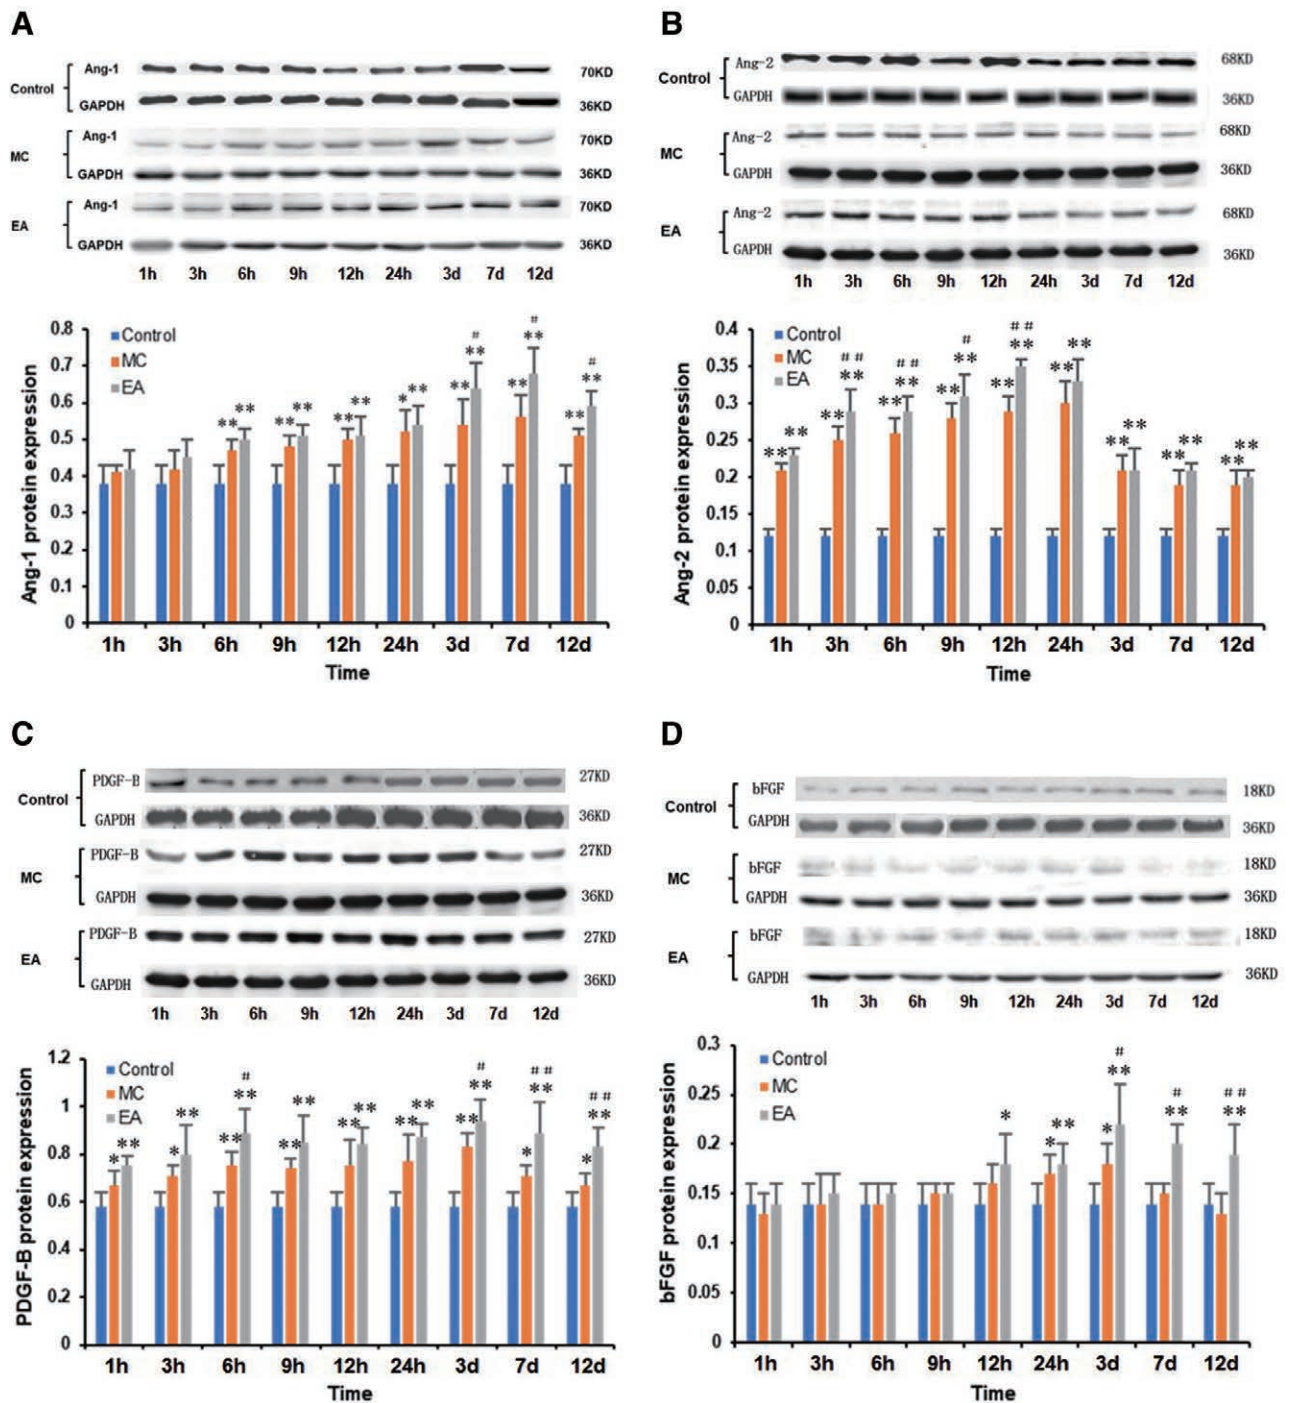 A
Control
Ang-1
70KD
GAPDH
36KD
MC
Ang-1
70KD
GAPDH
36KD
EA
Ang-1
70KD
GAPDH
36KD
1h 3h 6h 9h 12h 24h 3d 7d 12d
Ang-1 protein expression
0.8
0.7
0.6
0.5
0.4
0.3
0.2
0.1
0
Control
MC
EA
** ** ** ** ** ** * ** ** ** # ** ** # ** ** #
1h 3h 6h 9h 12h 24h 3d 7d 12d
Time
B
Control
Ang-2
68KD
GAPDH
36KD
MC
Ang-2
68KD
GAPDH
36KD
EA
Ang-2
68KD
GAPDH
36KD
1h 3h 6h 9h 12h 24h 3d 7d 12d
Ang-2 protein expression
0.4
0.35
0.3
0.25
0.2
0.15
0.1
0.05
0
Control
MC
EA
** ** ** ** # # ** ** # # ** ** # ** ** # # ** ** ** ** ** ** ** **
1h 3h 6h 9h 12h 24h 3d 7d 12d
Time
C
Control
PDGF-B
27KD
GAPDH
36KD
MC
PDGF-B
27KD
GAPDH
36KD
EA
PDGF-B
27KD
GAPDH
36KD
1h 3h 6h 9h 12h 24h 3d 7d 12d
PDGF-B protein expression
1.2
1
0.8
0.6
0.4
0.2
0
Control
MC
EA
* ** * ** ** ** # ** ** ** ** ** ** ** ** # * ** # # * ** # #
1h 3h 6h 9h 12h 24h 3d 7d 12d
Time
D
Control
bFGF
18KD
GAPDH
36KD
MC
bFGF
18KD
GAPDH
36KD
EA
bFGF
18KD
GAPDH
36KD
1h 3h 6h 9h 12h 24h 3d 7d 12d
bFGF protein expression
0.3
0.25
0.2
0.15
0.1
0.05
0
Control
MC
EA
* * ** * ** # ** # ** # #
1h 3h 6h 9h 12h 24h 3d 7d 12d
Time